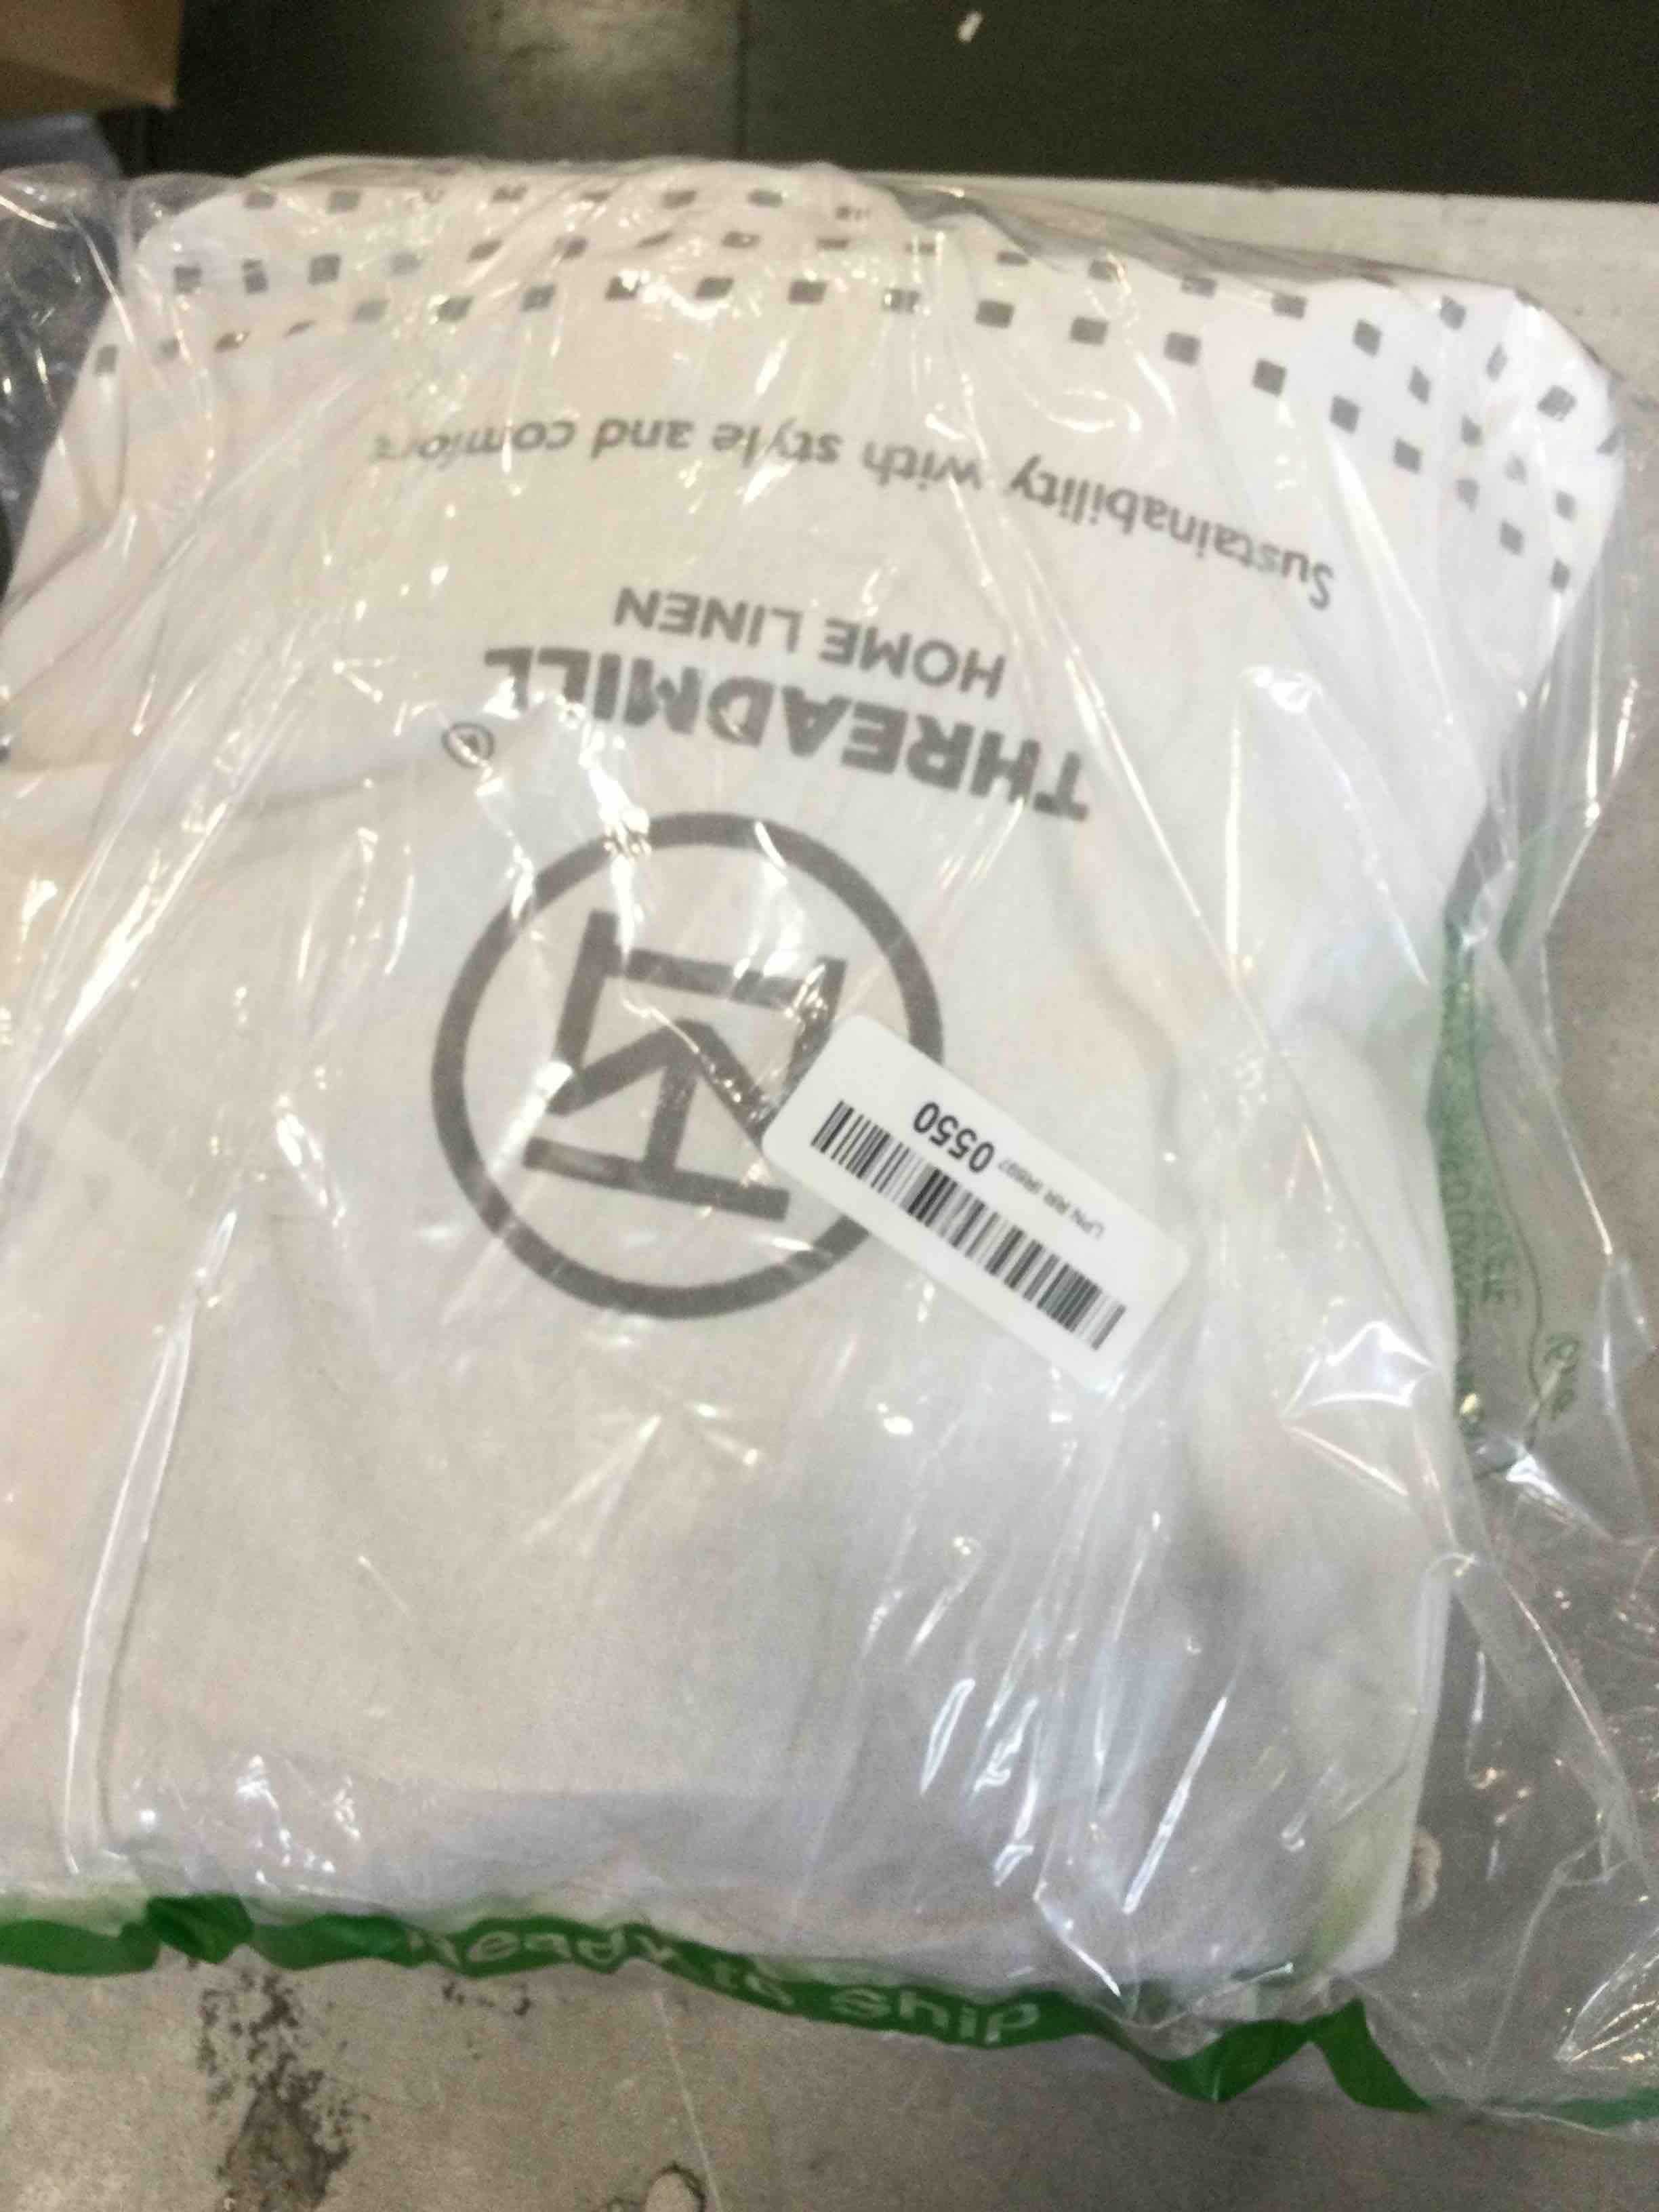 THREADMILL
HOME LINEN
Sustainability with style and comfort
0550
Ready to Ship